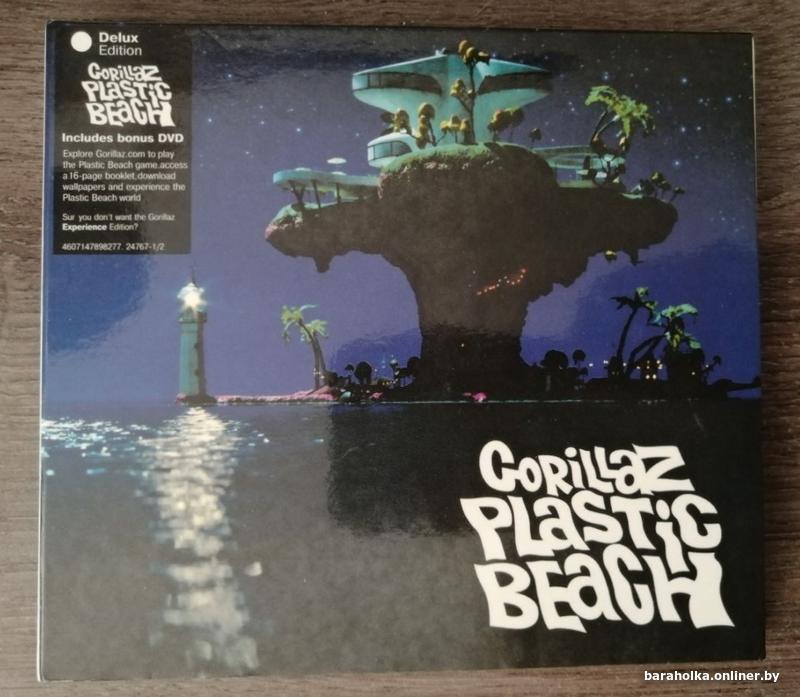 Delux
Edition
GORILLAZ
PLASTIC
BEACH
Includes bonus DVD
Explore Gorillaz.com to play
the Plastic Beach game.access
a 16-page booklet,download
wallpapers and experience the
Plastic Beach world
Sur you don't want the Gorillaz
Experience Edition?
4607147898277. 24767-1/2
GORILLAZ
PLASTIC
BEACH
baraholka.onliner.by